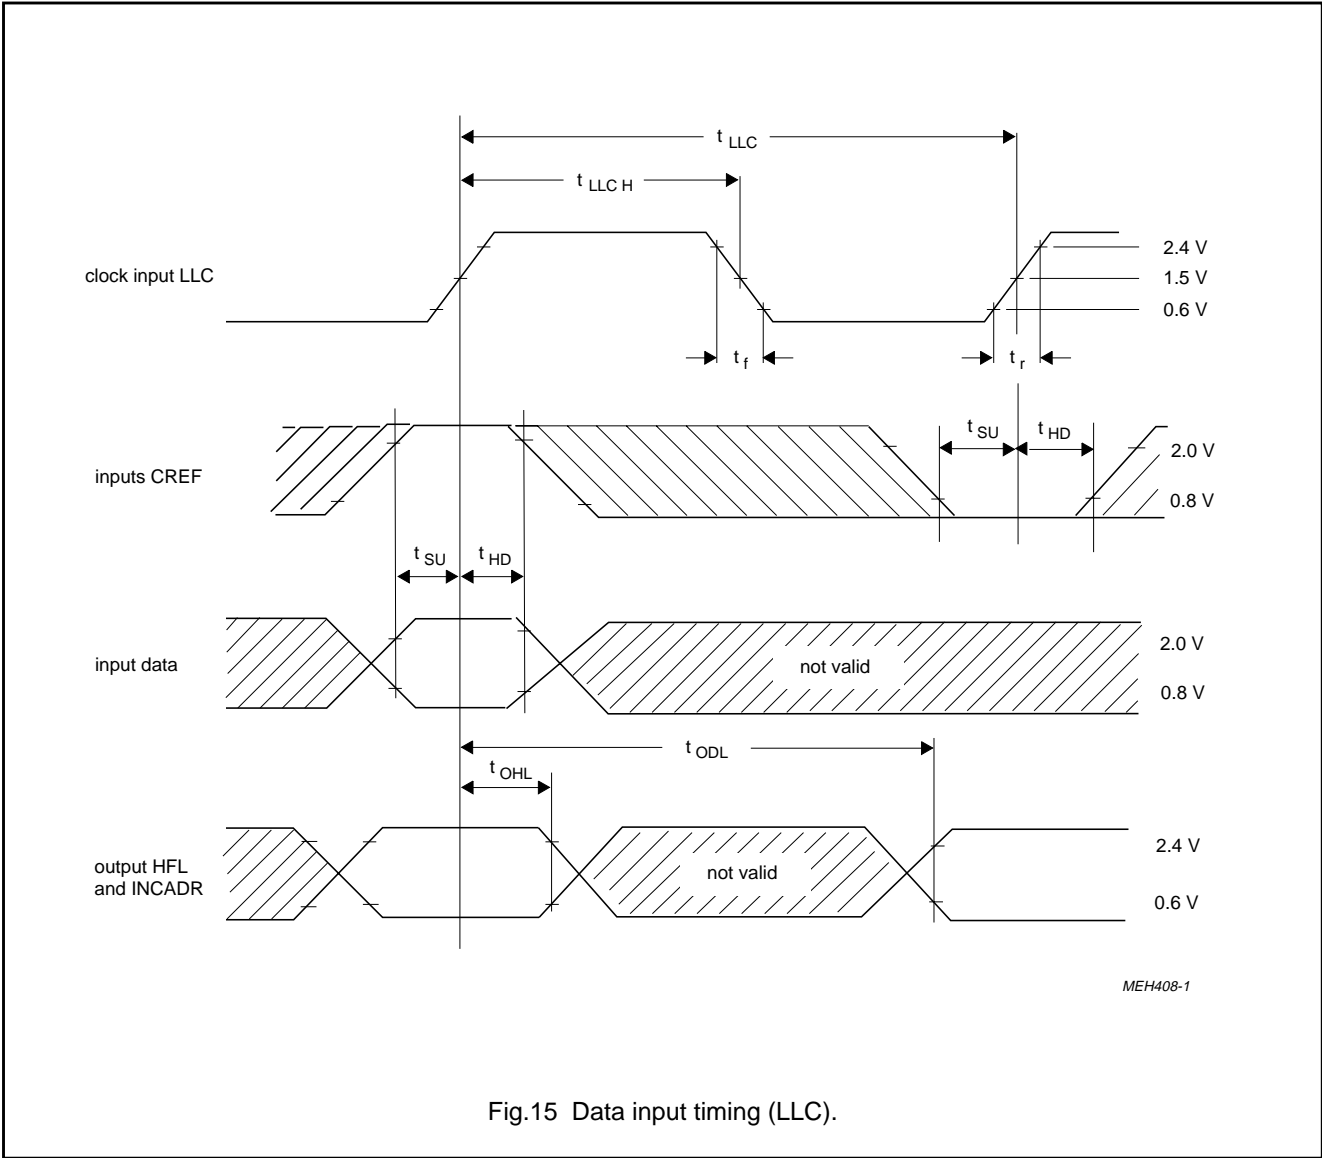 t LLC
t LLC H
clock input LLC
2.4 V
1.5 V
0.6 V
t f
t r
inputs CREF
t SU
t HD
2.0 V
0.8 V
t SU
t HD
input data
not valid
2.0 V
0.8 V
t ODL
t OHL
output HFL
and INCADR
not valid
2.4 V
0.6 V
MEH408-1
Fig.15 Data input timing (LLC).